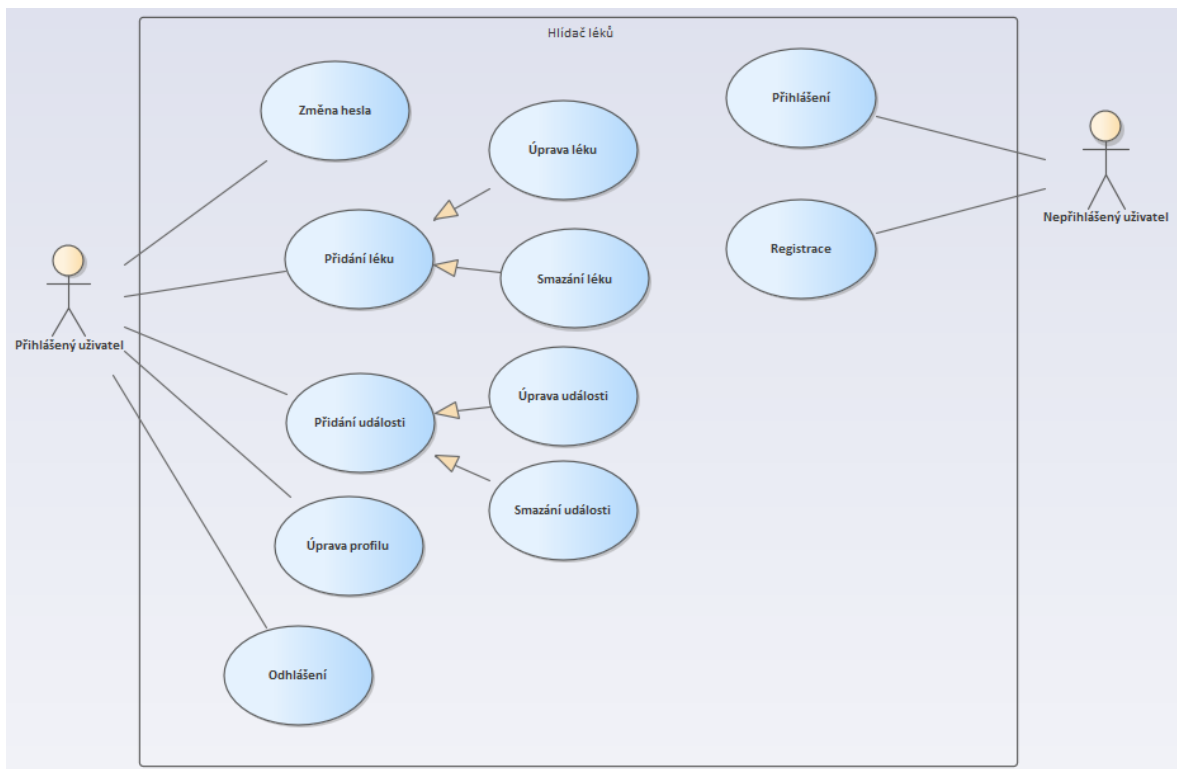 Hlídač léků
Změna hesla
Přihlášení
Úprava léku
Nepřihlášený uživatel
Přidání léku
Registrace
Smazání léku
Přihlášený uživatel
Úprava události
Přidání události
Smazání události
Úprava profilu
Odhlášení